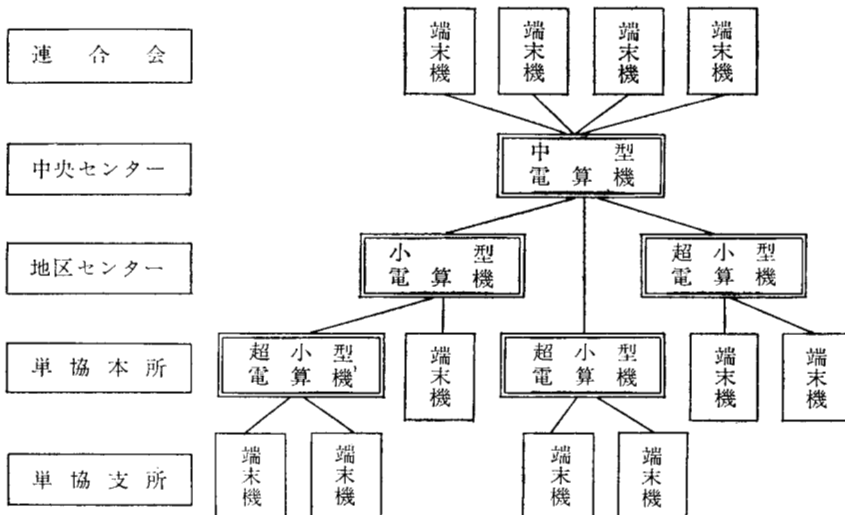 連合会
端末機
端末機
端末機
端末機
中央センター
中型
電算機
地区センター
小型
電算機
超小型
電算機
単協本所
超小型
電算機
端末機
超小型
電算機
端末機
端末機
単協支所
端末機
端末機
端末機
端末機